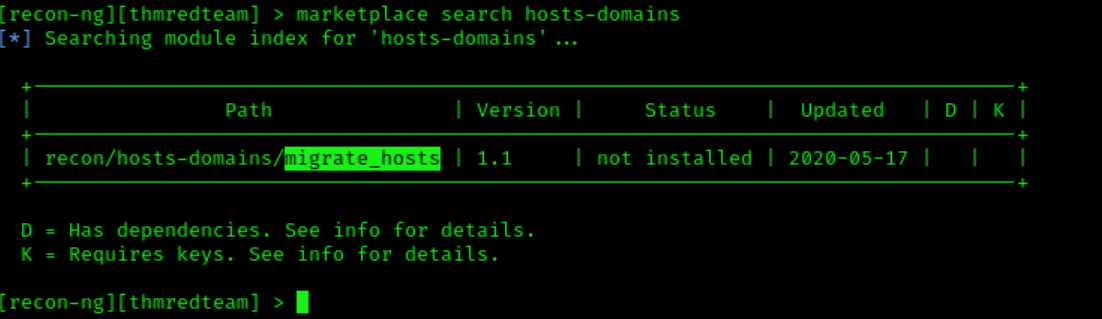 [recon-ng][thmredteam] > marketplace search hosts-domains
[*] Searching module index for 'hosts-domains'...
+---------------------------------------------------------------------------------+
| Path | Version | Status | Updated | D | K |
+---------------------------------------------------------------------------------+
| recon/hosts-domains/migrate_hosts | 1.1 | not installed | 2020-05-17 | | |
+---------------------------------------------------------------------------------+
D = Has dependencies. See info for details.
K = Requires keys. See info for details.
[recon-ng][thmredteam] >